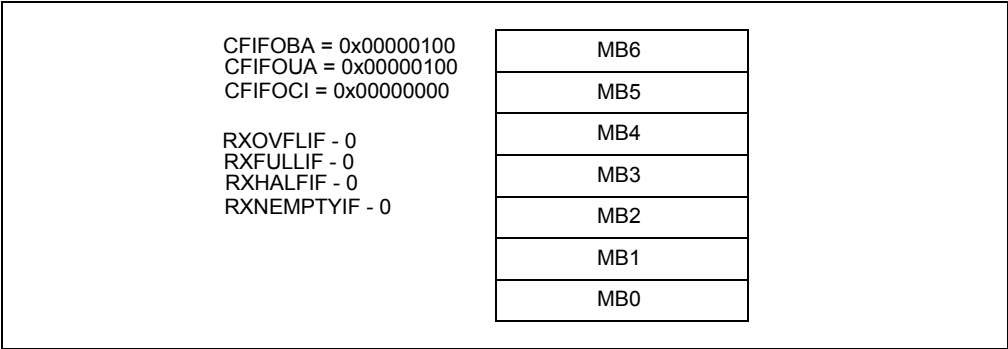 CFIFOBA = 0x00000100
CFIFOUA = 0x00000100
CFIFOCI = 0x00000000
RXOVFLIF - 0
RXFULLIF - 0
RXHALFIF - 0
RXNEMPTYIF - 0
MB6
MB5
MB4
MB3
MB2
MB1
MB0